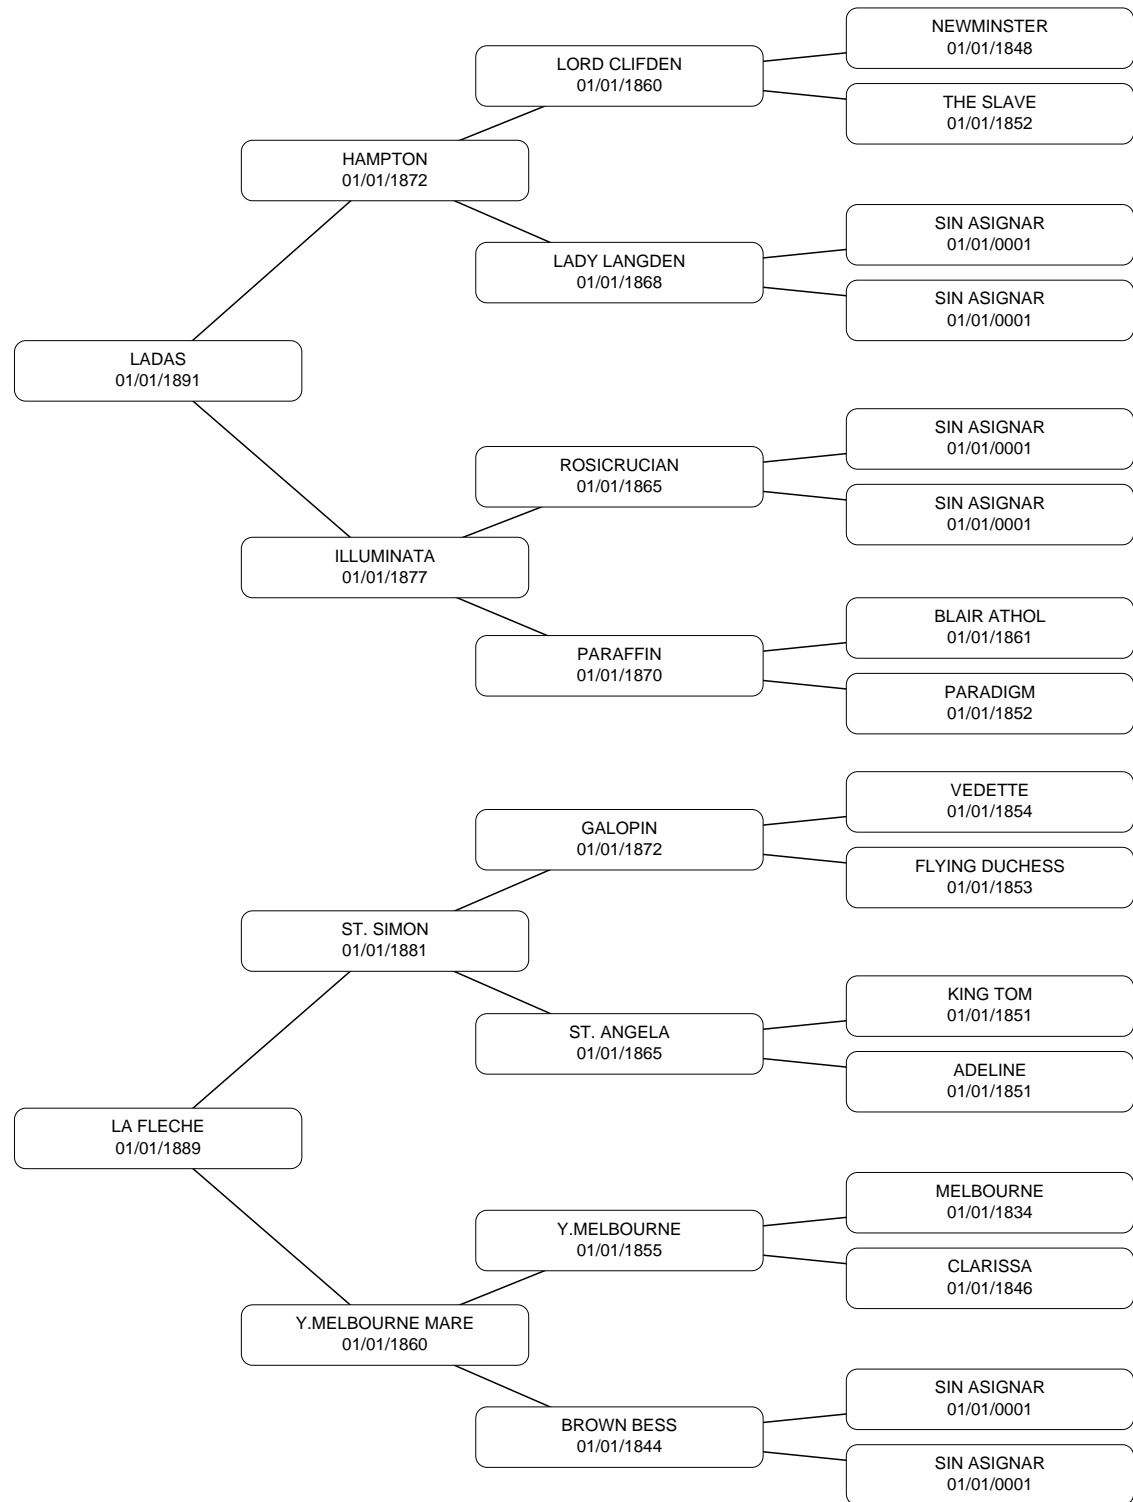 NEWMINSTER
01/01/1848
LORD CLIFDEN
01/01/1860
THE SLAVE
01/01/1852
HAMPTON
01/01/1872
SIN ASIGNAR
01/01/0001
LADY LANGDEN
01/01/1868
SIN ASIGNAR
01/01/0001
LADAS
01/01/1891
SIN ASIGNAR
01/01/0001
ROSICRUCIAN
01/01/1865
SIN ASIGNAR
01/01/0001
ILLUMINATA
01/01/1877
BLAIR ATHOL
01/01/1861
PARAFFIN
01/01/1870
PARADIGM
01/01/1852
VEDETTE
01/01/1854
GALOPIN
01/01/1872
FLYING DUCHESS
01/01/1853
ST. SIMON
01/01/1881
KING TOM
01/01/1851
ST. ANGELA
01/01/1865
ADELINE
01/01/1851
LA FLECHE
01/01/1889
MELBOURNE
01/01/1834
Y.MELBOURNE
01/01/1855
CLARISSA
01/01/1846
Y.MELBOURNE MARE
01/01/1860
SIN ASIGNAR
01/01/0001
BROWN BESS
01/01/1844
SIN ASIGNAR
01/01/0001